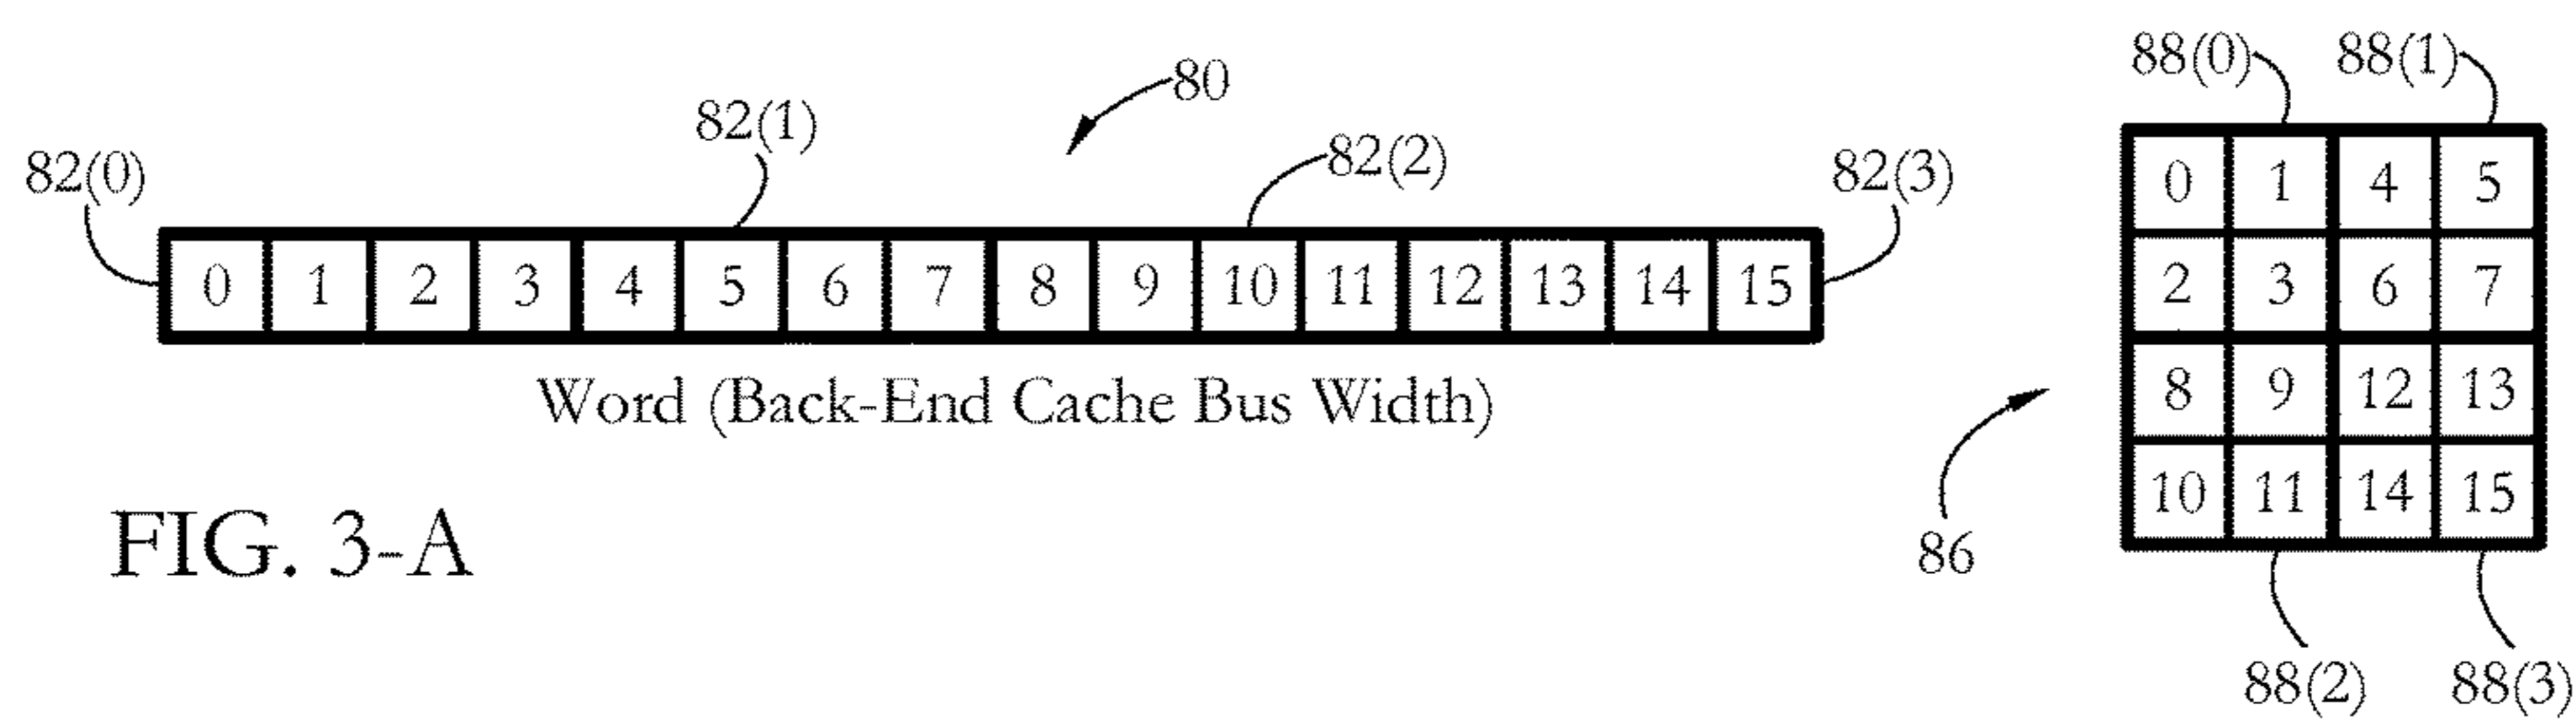 80
82(0) 82(1) 82(2) 82(3)
0 1 2 3 4 5 6 7 8 9 10 11 12 13 14 15
Word (Back-End Cache Bus Width)
FIG. 3-A
88(0) 88(1)
0 1 4 5
2 3 6 7
8 9 12 13
10 11 14 15
86
88(2) 88(3)